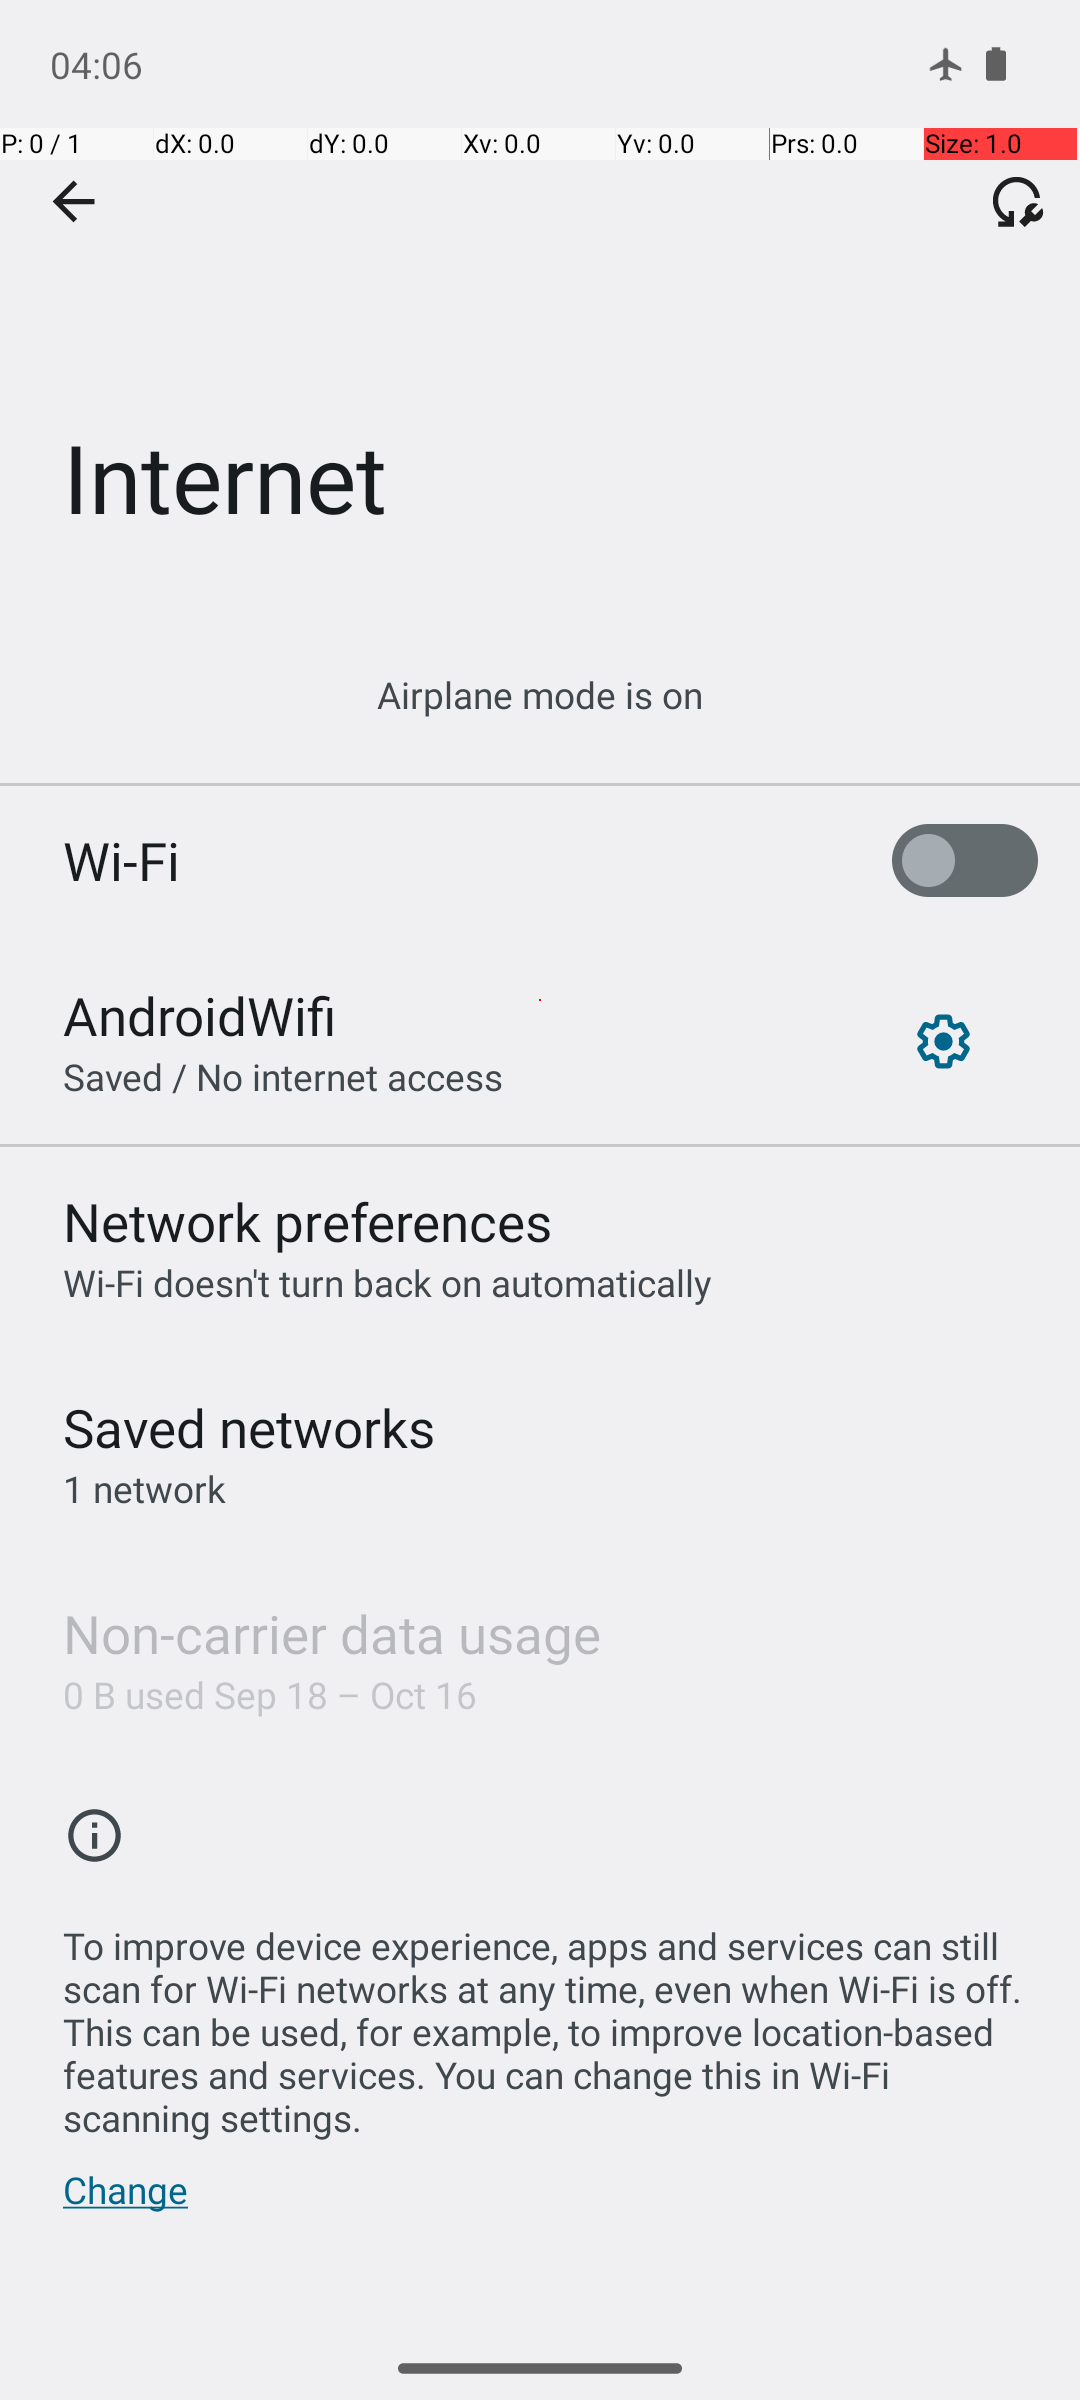 04:06
P: 0 / 1 dX: 0.0 dY: 0.0 Xv: 0.0 Yv: 0.0 Prs: 0.0 Size: 1.0
Internet
Airplane mode is on
Wi-Fi
AndroidWifi
Saved / No internet access
Network preferences
Wi-Fi doesn't turn back on automatically
Saved networks
1 network
Non-carrier data usage
0 B used Sep 18 – Oct 16
To improve device experience, apps and services can still
scan for Wi-Fi networks at any time, even when Wi-Fi is off.
This can be used, for example, to improve location-based
features and services. You can change this in Wi-Fi
scanning settings.
Change